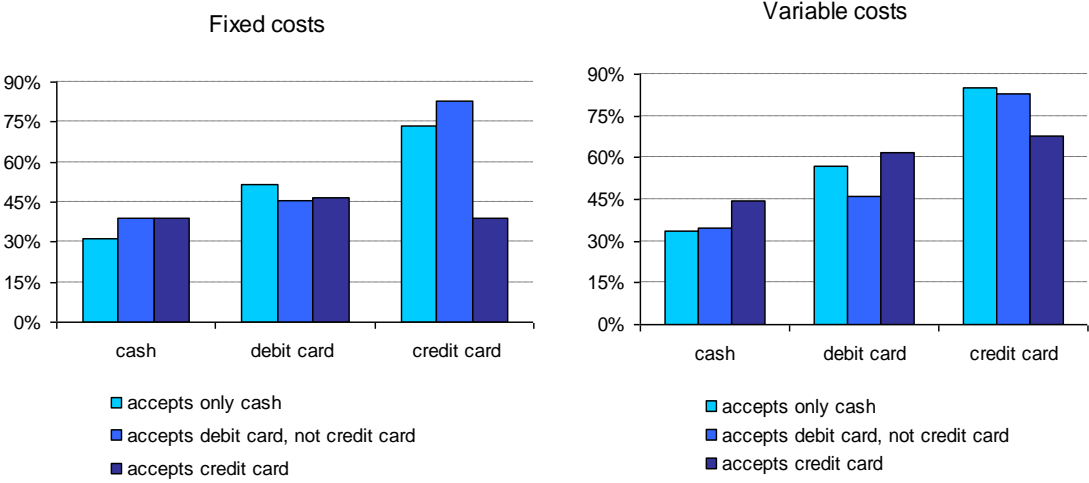 Fixed costs
90%
75%
60%
45%
30%
15%
0%
cash debit card credit card
accepts only cash
accepts debit card, not credit card
accepts credit card
Variable costs
90%
75%
60%
45%
30%
15%
0%
cash debit card credit card
accepts only cash
accepts debit card, not credit card
accepts credit card